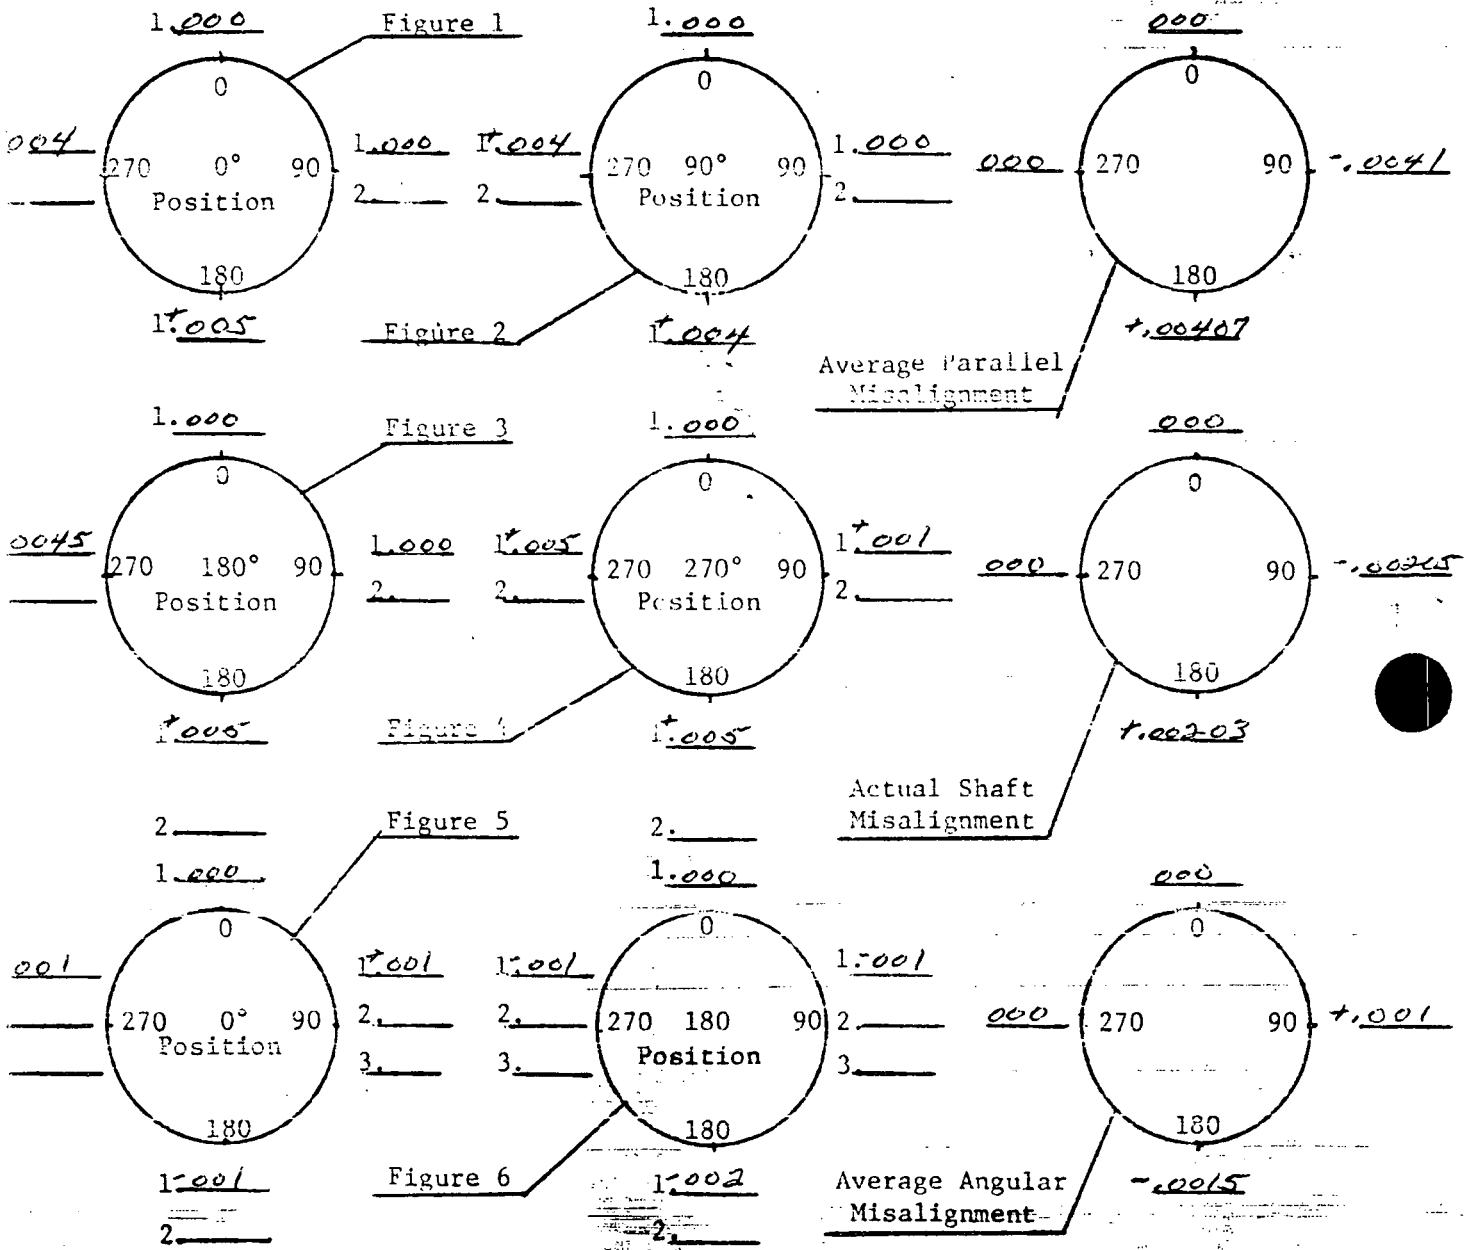 1. .000 Figure 1 1. .000 000
0 0 0
004 1. .000 1. +.004 1. .000 000 -.0041
270 0° 90 270 90° 90 270 90
Position 2. 2. Position 2.
180 180 180
1. +.005 Figure 2 1. +.004 +.00407
Average Parallel
Misalignment
1. .000 Figure 3 1. .000 000
0 0 0
0045 1. .000 1. +.005 1. +.001 000
270 180° 90 270 270° 90 270 90
Position 2. 2. Position 2.
180 180 180
1. +.005 Figure 4 1. +.005 +.00203
Actual Shaft
2. Figure 5 2. Misalignment
1. .000 1. .000 000
0 0 0
001 1. +.001 1. -.001 1. -.001
270 0° 90 2. 2. 270 180 90 2. 000 270 90 +.001
Position 3. 3. Position 3.
180 180 180
1. -.001 Figure 6 1. -.002 Average Angular -.0015
Misalignment
2. 2.